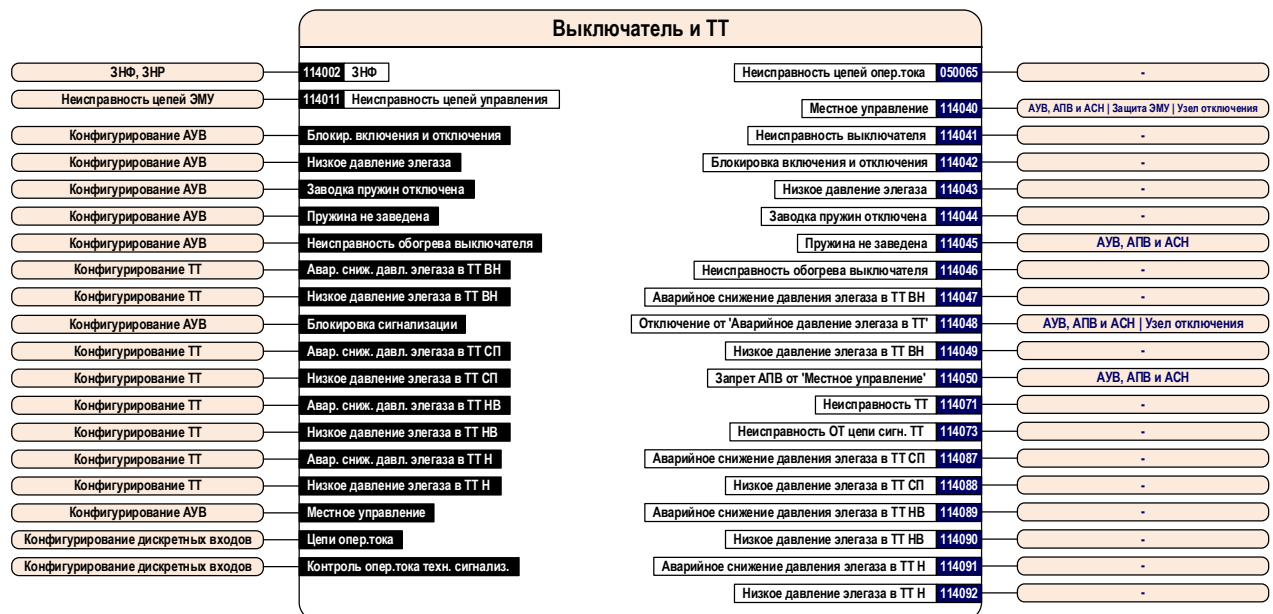 Выключатель и ТТ
ЗНФ, ЗНР 114002 ЗНФ Неисправность цепей опер.тока 050065 -
Неисправность цепей ЭМУ 114011 Неисправность цепей управления
Местное управление 114040 АУВ, АПВ и АСН | Защита ЭМУ | Узел отключения
Конфигурирование АУВ Блокир. включения и отключения Неисправность выключателя 114041 -
Конфигурирование АУВ Низкое давление элегаза Блокировка включения и отключения 114042 -
Конфигурирование АУВ Заводка пружин отключена Низкое давление элегаза 114043 -
Конфигурирование АУВ Пружина не заведена Заводка пружин отключена 114044 -
Конфигурирование АУВ Неисправность обогрева выключателя Пружина не заведена 114045 АУВ, АПВ и АСН
Конфигурирование ТТ Авар. сниж. давл. элегаза в ТТ ВН Неисправность обогрева выключателя 114046 -
Конфигурирование ТТ Низкое давление элегаза в ТТ ВН Аварийное снижение давления элегаза в ТТ ВН 114047 -
Конфигурирование АУВ Блокировка сигнализации Отключение от 'Аварийное давление элегаза в ТТ' 114048 АУВ, АПВ и АСН | Узел отключения
Конфигурирование ТТ Авар. сниж. давл. элегаза в ТТ СП Низкое давление элегаза в ТТ ВН 114049 -
Конфигурирование ТТ Низкое давление элегаза в ТТ СП Запрет АПВ от 'Местное управление' 114050 АУВ, АПВ и АСН
Конфигурирование ТТ Авар. сниж. давл. элегаза в ТТ НВ Неисправность ТТ 114071 -
Конфигурирование ТТ Низкое давление элегаза в ТТ НВ Неисправность ОТ цепи сигн. ТТ 114073 -
Конфигурирование ТТ Авар. сниж. давл. элегаза в ТТ Н Аварийное снижение давления элегаза в ТТ СП 114087 -
Конфигурирование ТТ Низкое давление элегаза в ТТ Н Низкое давление элегаза в ТТ СП 114088 -
Конфигурирование АУВ Местное управление Аварийное снижение давления элегаза в ТТ НВ 114089 -
Конфигурирование дискретных входов Цепи опер.тока Низкое давление элегаза в ТТ НВ 114090 -
Конфигурирование дискретных входов Контроль опер.тока техн. сигнализ. Аварийное снижение давления элегаза в ТТ Н 114091 -
Низкое давление элегаза в ТТ Н 114092 -